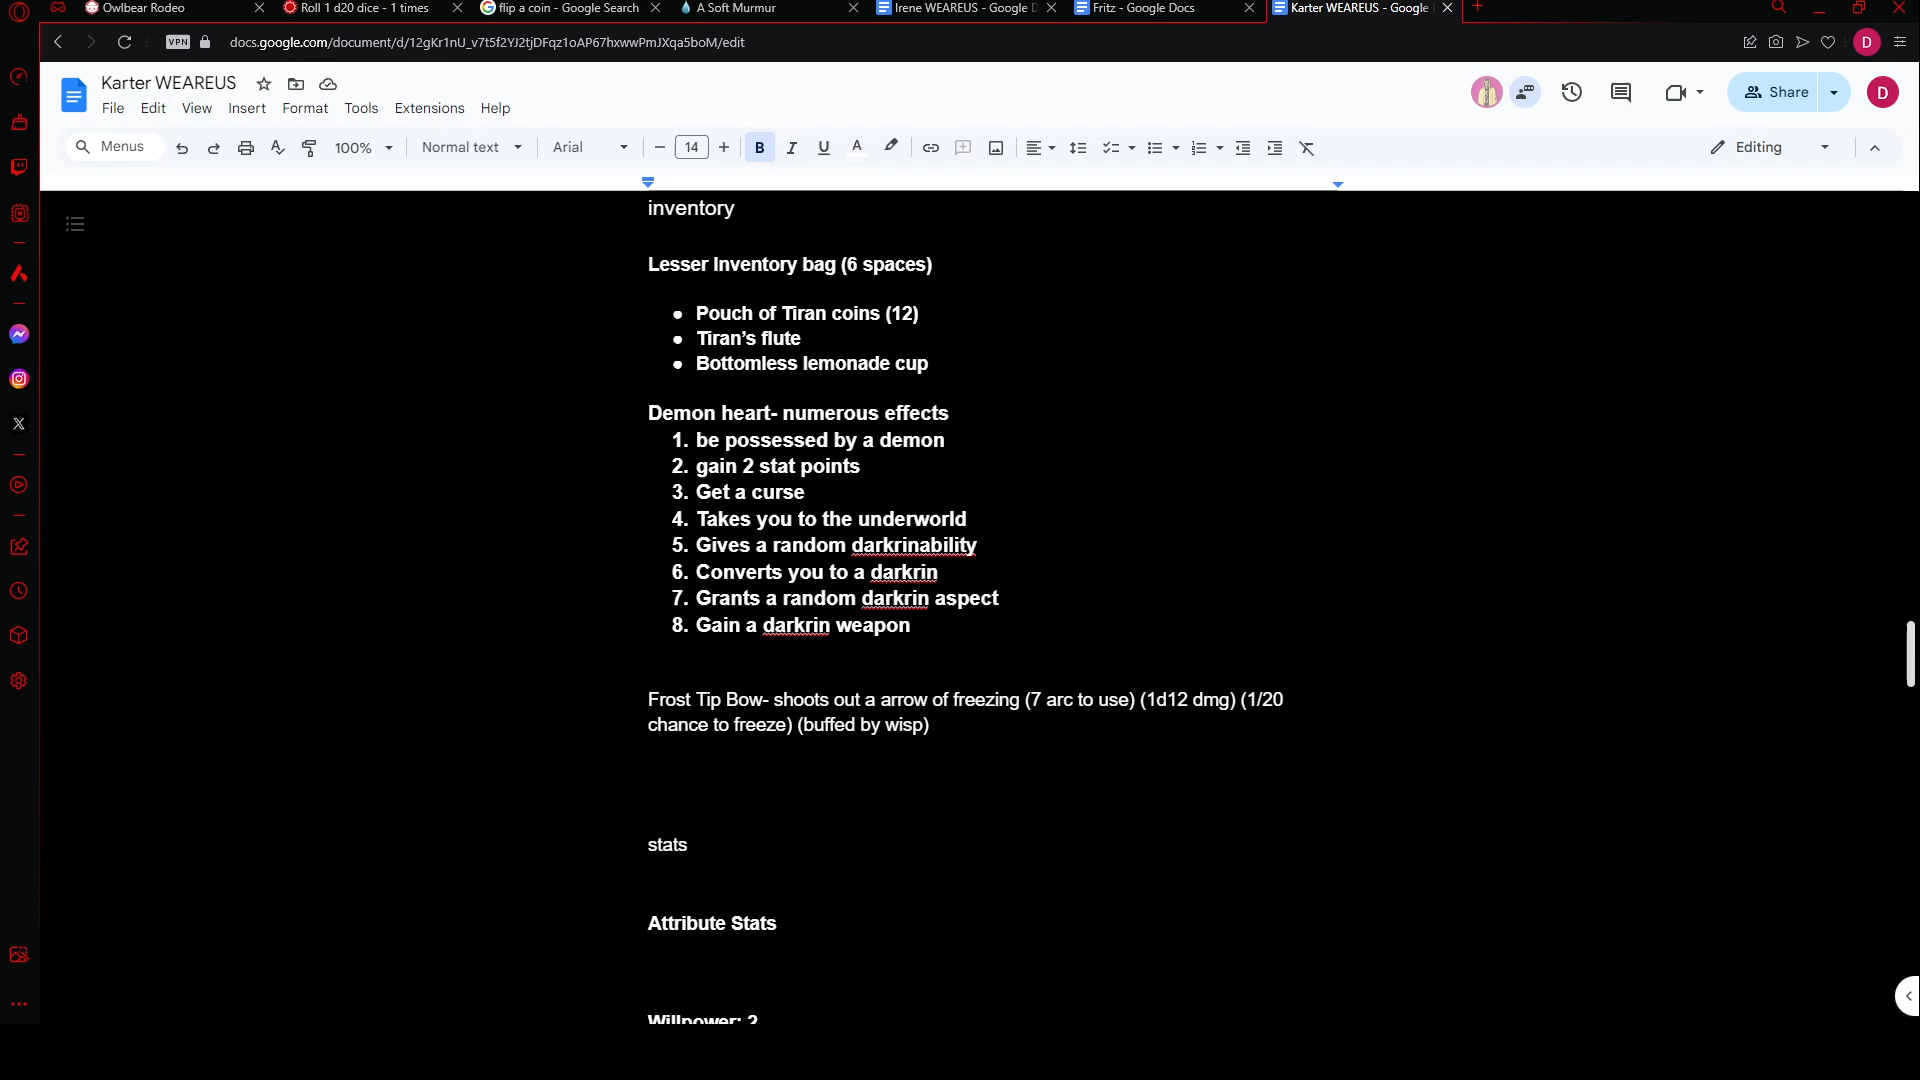 Owlbear Rodeo
Roll 1 d20 dice - 1 times
flip a coin - Google Search
A Soft Murmur
Irene WEAREUS - Google D
Fritz - Google Docs
Karter WEAREUS - Google
VPN
docs.google.com/document/d/12gKr1nU_v7t5f2YJ2tjDFqz1oAP67hxwwPmJXqa5boM/edit
D
Karter WEAREUS
File Edit View Insert Format Tools Extensions Help
Share
D
Menus
100%
Normal text
Arial
14
B I U A
Editing
inventory
Lesser Inventory bag (6 spaces)
● Pouch of Tiran coins (12)
● Tiran's flute
● Bottomless lemonade cup
Demon heart- numerous effects
1. be possessed by a demon
2. gain 2 stat points
3. Get a curse
4. Takes you to the underworld
5. Gives a random darkrinability
6. Converts you to a darkrin
7. Grants a random darkrin aspect
8. Gain a darkrin weapon
Frost Tip Bow- shoots out a arrow of freezing (7 arc to use) (1d12 dmg) (1/20
chance to freeze) (buffed by wisp)
stats
Attribute Stats
Willpower: 2